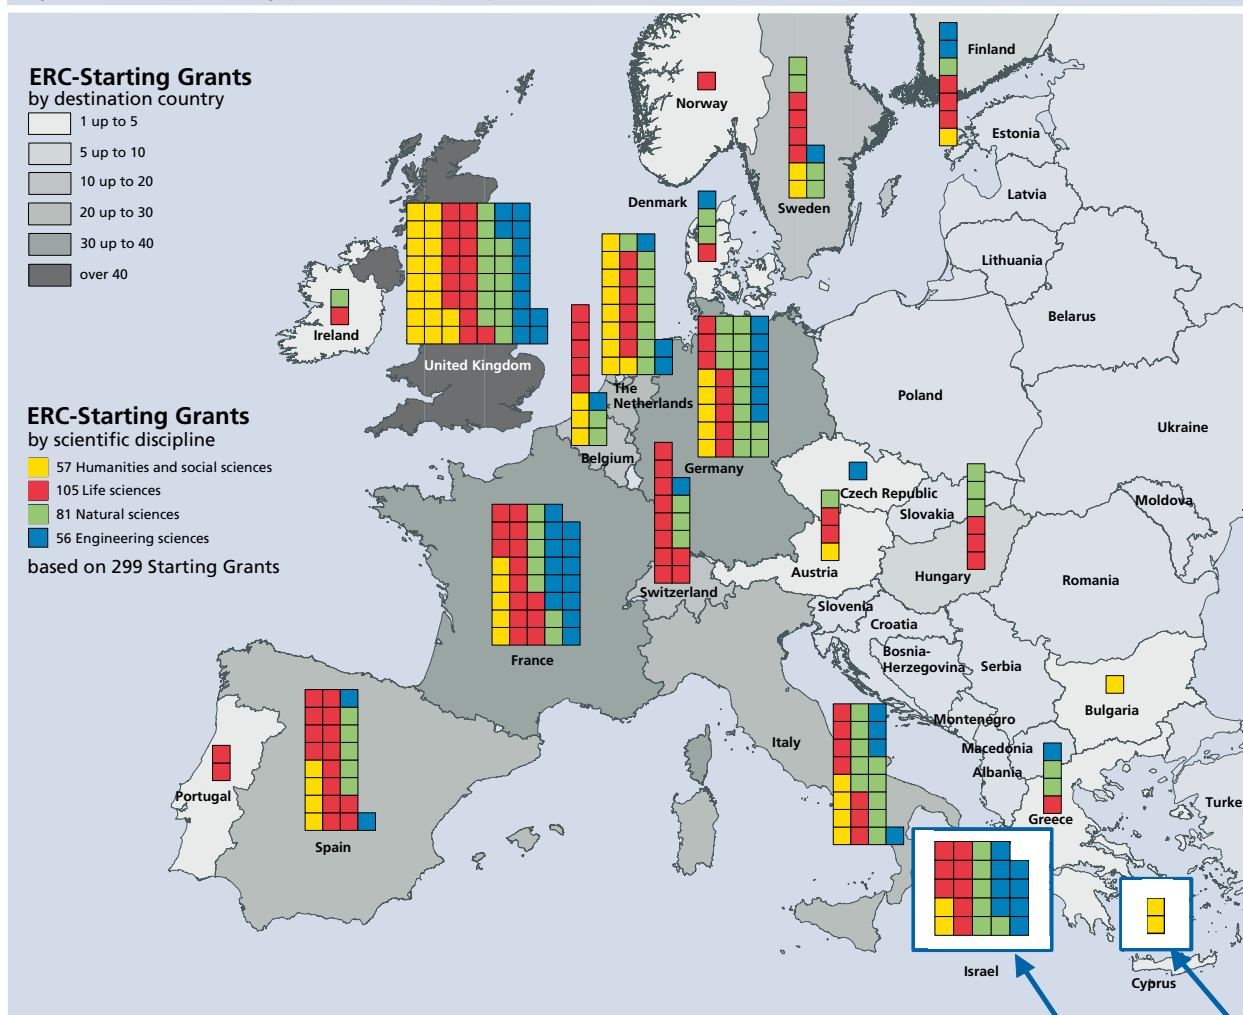 ERC-Starting Grants
by destination country
1 up to 5
5 up to 10
10 up to 20
20 up to 30
30 up to 40
over 40
ERC-Starting Grants
by scientific discipline
57 Humanities and social sciences
105 Life sciences
81 Natural sciences
56 Engineering sciences
based on 299 Starting Grants
Finland
Norway
Estonia
Latvia
Denmark
Sweden
Lithuania
Belarus
Ireland
United Kingdom
The
Netherlands
Poland
Ukraine
Belgium
Germany
Czech Republic
Moldova
Slovakia
Austria
Hungary
Romania
Switzerland
Slovenia
Croatia
France
Bosnia-
Herzegovina
Serbia
Bulgaria
Montenegro
Italy
Macedonia
Albania
Portugal
Turke
Greece
Spain
Israel
Cyprus